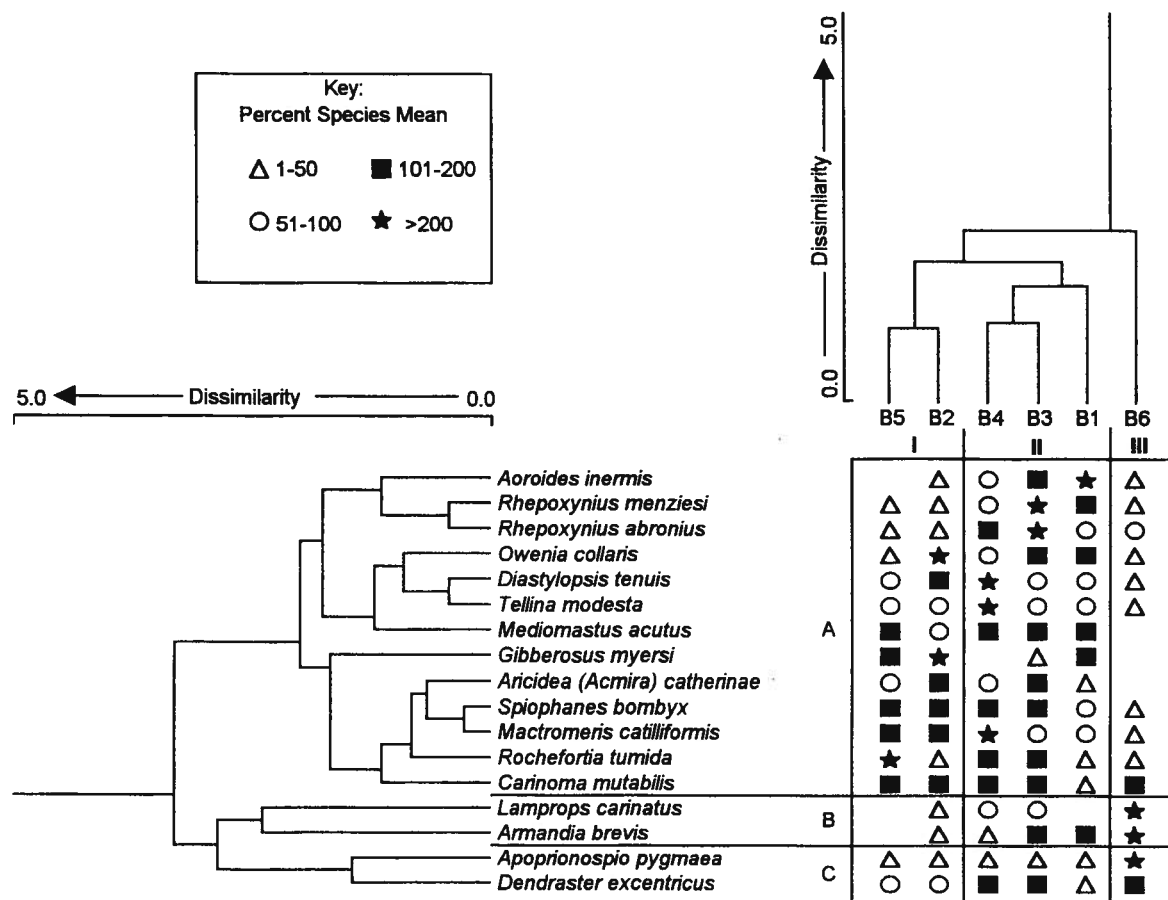 Key:
Percent Species Mean
1-50
101-200
51-100
>200
5.0
Dissimilarity
0.0
5.0
Dissimilarity
0.0
B5 B2 B4 B3 B1 B6
I II III
Aoroides inermis
Rhepoxynius menziesi
Rhepoxynius abronius
Owenia collaris
Diastylopsis tenuis
Tellina modesta
Mediomastus acutus
Gibberosus myersi
Aricidea (Acmira) catherinae
Spiophanes bombyx
Mactromeris catilliformis
Rochefortia tumida
Carinoma mutabilis
Lamprops carinatus
Armandia brevis
Apoprionospio pygmaea
Dendraster excentricus
A
B
C